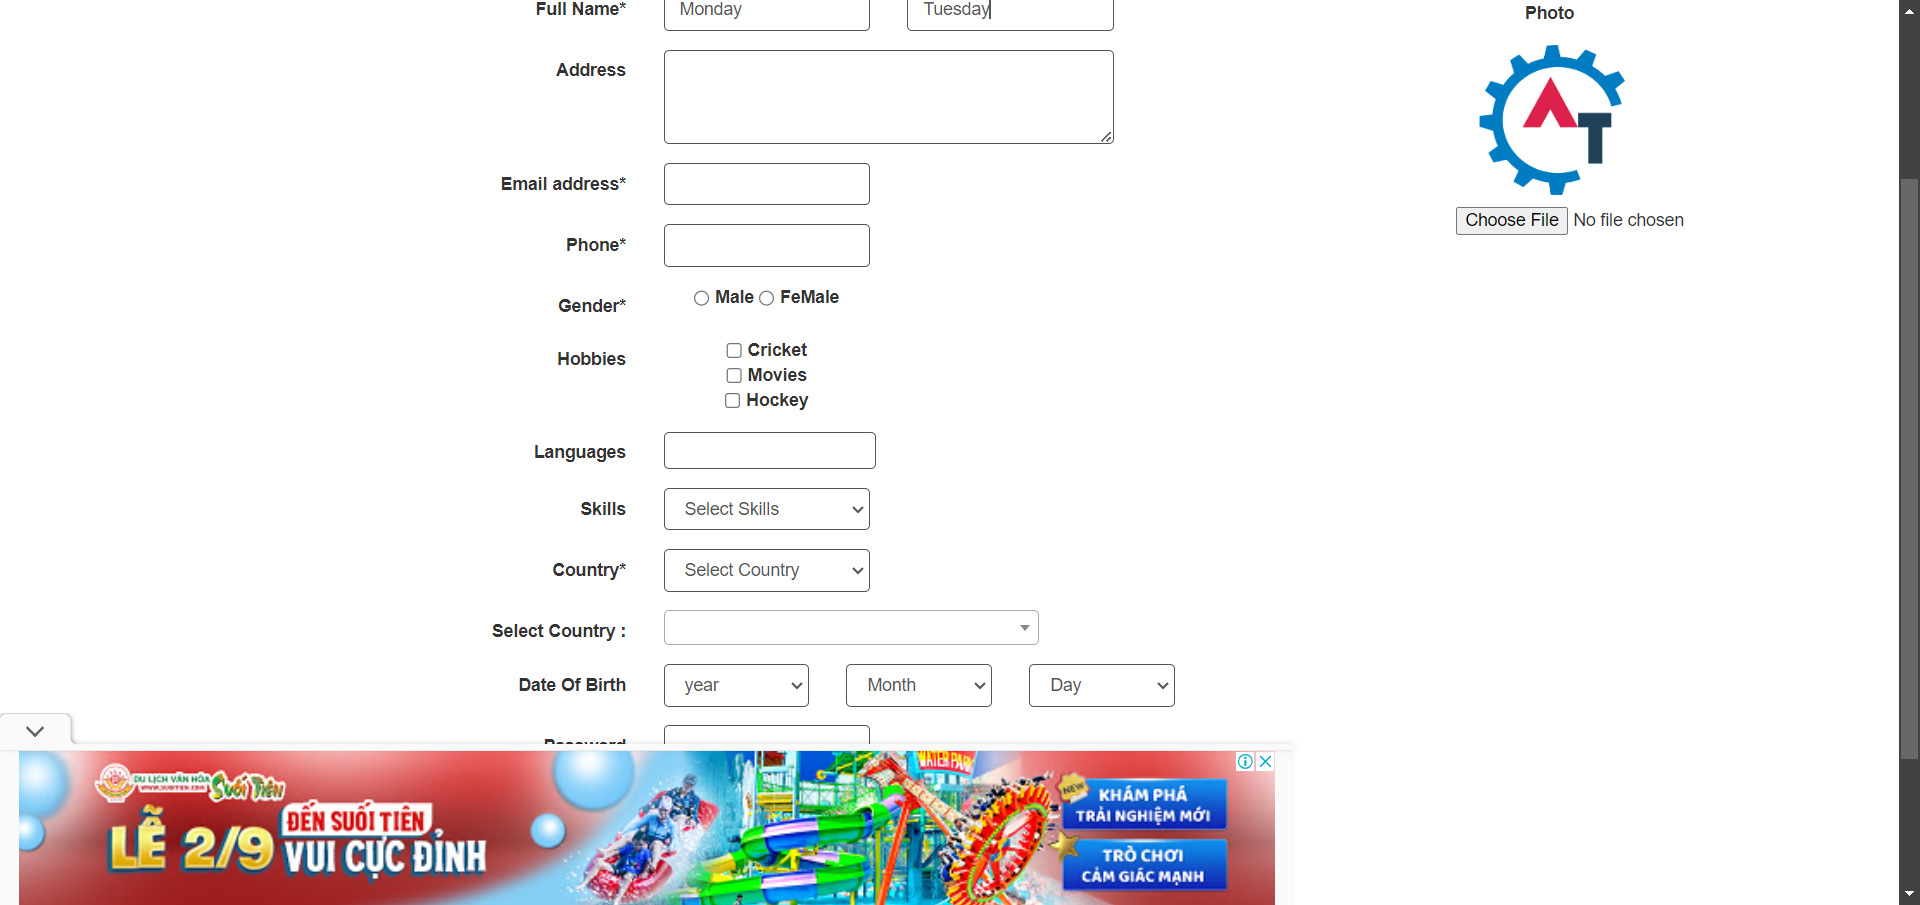 Full Name* Monday Tuesday
Photo
Address
AT
Email address*
Choose File No file chosen
Phone*
Gender* Male FeMale
Hobbies
Cricket
Movies
Hockey
Languages
Skills Select Skills
Country* Select Country
Select Country :
Date Of Birth year Month Day
Password
DU LỊCH VĂN HÓA
WWW.SUOITIEN.COM
Suối Tiên
LỄ 2/9
ĐẾN SUỐI TIÊN
VUI CỰC ĐỈNH
WATER PARK
NEW
KHÁM PHÁ
TRẢI NGHIỆM MỚI
TRÒ CHƠI
CẢM GIÁC MẠNH